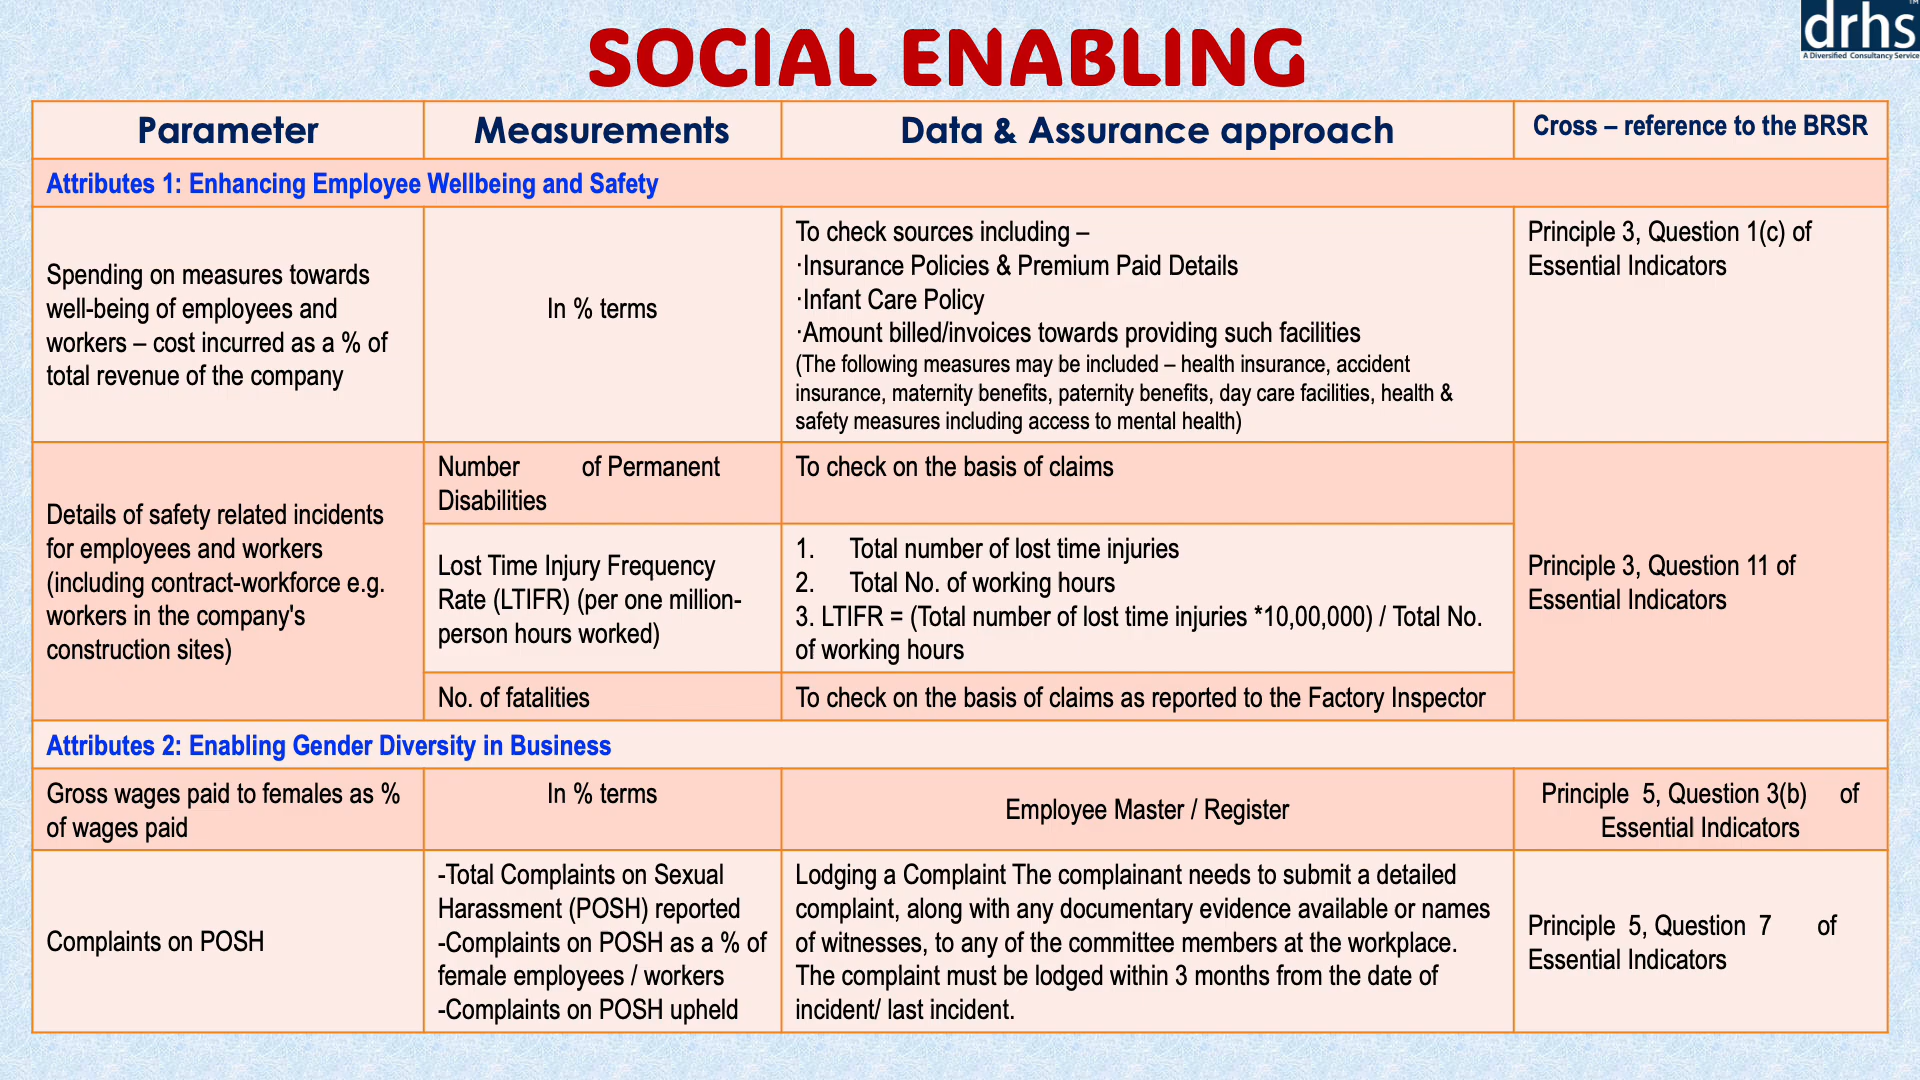 SOCIAL ENABLING
drhs
TM
A Diversified Consultancy Service
Parameter
Measurements
Data & Assurance approach
Cross – reference to the BRSR
Attributes 1: Enhancing Employee Wellbeing and Safety
Spending on measures towards
well-being of employees and
workers – cost incurred as a % of
total revenue of the company
In % terms
To check sources including –
·Insurance Policies & Premium Paid Details
·Infant Care Policy
·Amount billed/invoices towards providing such facilities
(The following measures may be included – health insurance, accident
insurance, maternity benefits, paternity benefits, day care facilities, health &
safety measures including access to mental health)
Principle 3, Question 1(c) of
Essential Indicators
Details of safety related incidents
for employees and workers
(including contract-workforce e.g.
workers in the company's
construction sites)
Number of Permanent
Disabilities
To check on the basis of claims
Lost Time Injury Frequency
Rate (LTIFR) (per one million-
person hours worked)
1. Total number of lost time injuries
2. Total No. of working hours
3. LTIFR = (Total number of lost time injuries *10,00,000) / Total No.
of working hours
No. of fatalities
To check on the basis of claims as reported to the Factory Inspector
Principle 3, Question 11 of
Essential Indicators
Attributes 2: Enabling Gender Diversity in Business
Gross wages paid to females as %
of wages paid
In % terms
Employee Master / Register
Principle 5, Question 3(b) of
Essential Indicators
Complaints on POSH
-Total Complaints on Sexual
Harassment (POSH) reported
-Complaints on POSH as a % of
female employees / workers
-Complaints on POSH upheld
Lodging a Complaint The complainant needs to submit a detailed
complaint, along with any documentary evidence available or names
of witnesses, to any of the committee members at the workplace.
The complaint must be lodged within 3 months from the date of
incident/ last incident.
Principle 5, Question 7 of
Essential Indicators